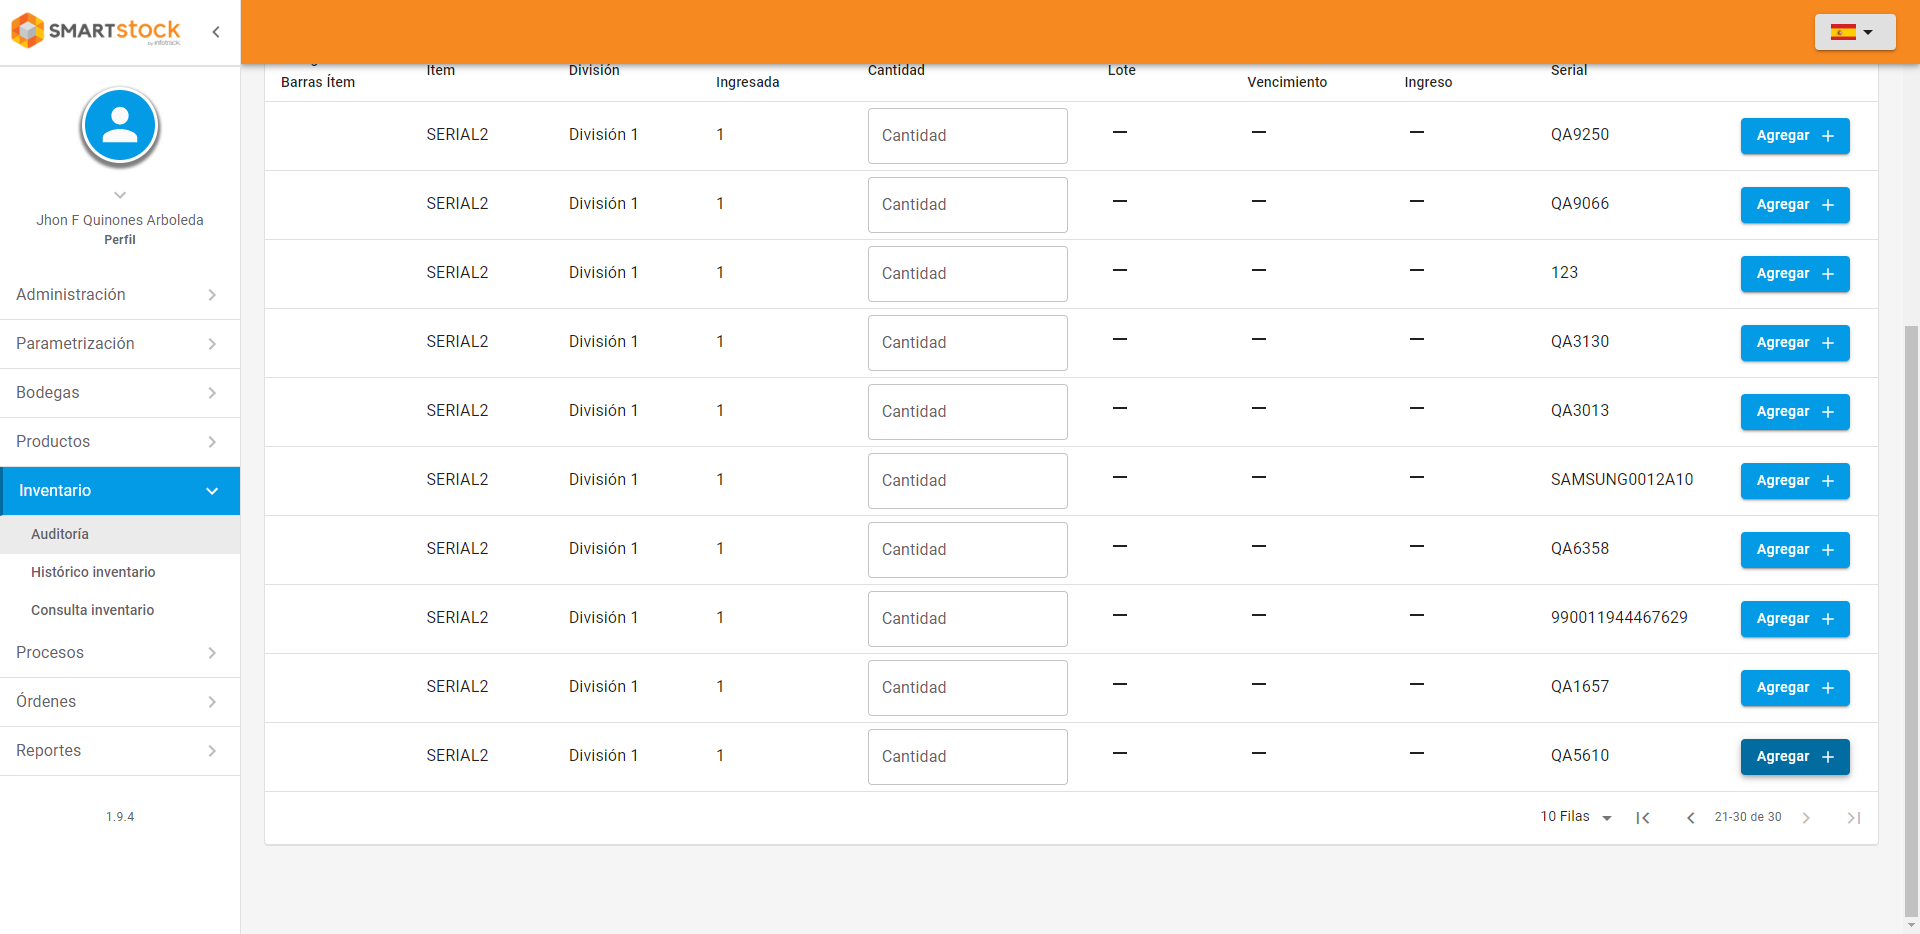 SMARTstock
by infotrack
Jhon F Quinones Arboleda
Perfil
Administración
Parametrización
Bodegas
Productos
Inventario
Auditoría
Histórico inventario
Consulta inventario
Procesos
Órdenes
Reportes
1.9.4
Barras Ítem
Item
División
Ingresada
Cantidad
Lote
Vencimiento
Ingreso
Serial
SERIAL2 División 1 1 Cantidad — — — QA9250 Agregar +
SERIAL2 División 1 1 Cantidad — — — QA9066 Agregar +
SERIAL2 División 1 1 Cantidad — — — 123 Agregar +
SERIAL2 División 1 1 Cantidad — — — QA3130 Agregar +
SERIAL2 División 1 1 Cantidad — — — QA3013 Agregar +
SERIAL2 División 1 1 Cantidad — — — SAMSUNG0012A10 Agregar +
SERIAL2 División 1 1 Cantidad — — — QA6358 Agregar +
SERIAL2 División 1 1 Cantidad — — — 990011944467629 Agregar +
SERIAL2 División 1 1 Cantidad — — — QA1657 Agregar +
SERIAL2 División 1 1 Cantidad — — — QA5610 Agregar +
10 Filas 21-30 de 30